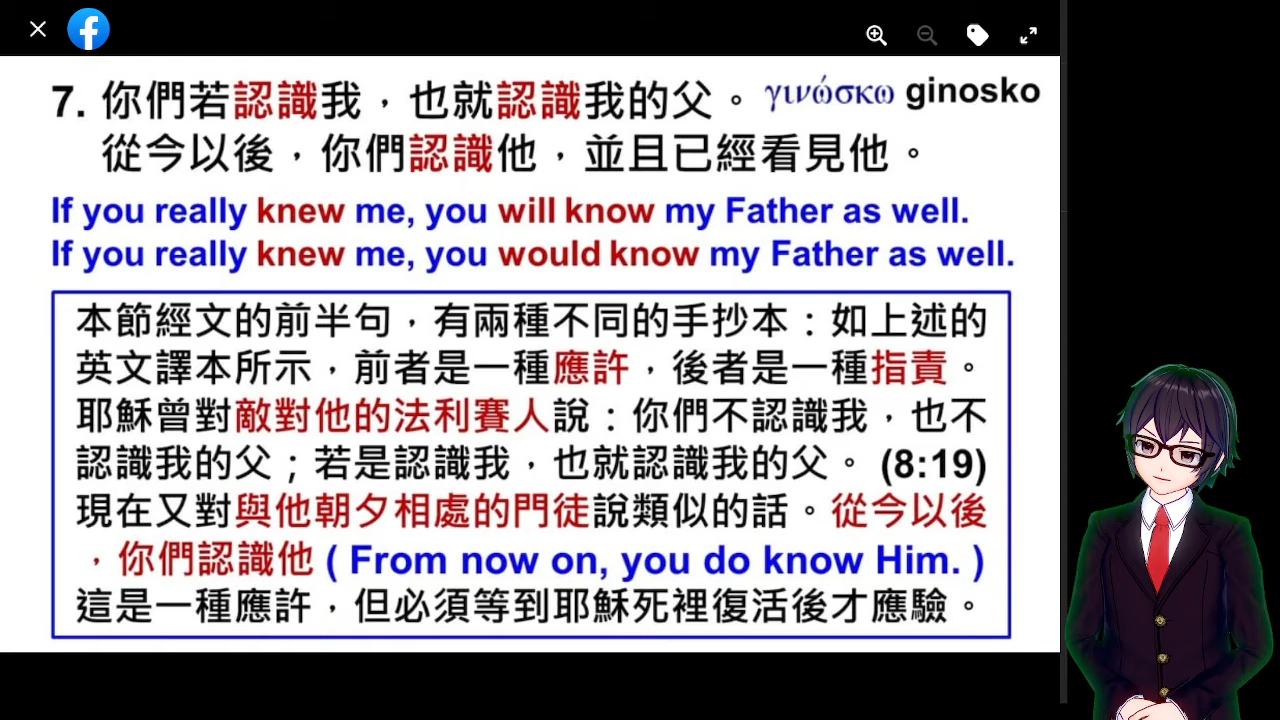 7. 你們若認識我，也就認識我的父。 γινώσκω ginosko
從今以後，你們認識他，並且已經看見他。
If you really knew me, you will know my Father as well.
If you really knew me, you would know my Father as well.
本節經文的前半句，有兩種不同的手抄本：如上述的
英文譯本所示，前者是一種應許，後者是一種指責。
耶穌曾對敵對他的法利賽人說：你們不認識我，也不
認識我的父；若是認識我，也就認識我的父。 (8:19)
現在又對與他朝夕相處的門徒說類似的話。從今以後
，你們認識他 ( From now on, you do know Him. )
這是一種應許，但必須等到耶穌死裡復活後才應驗。